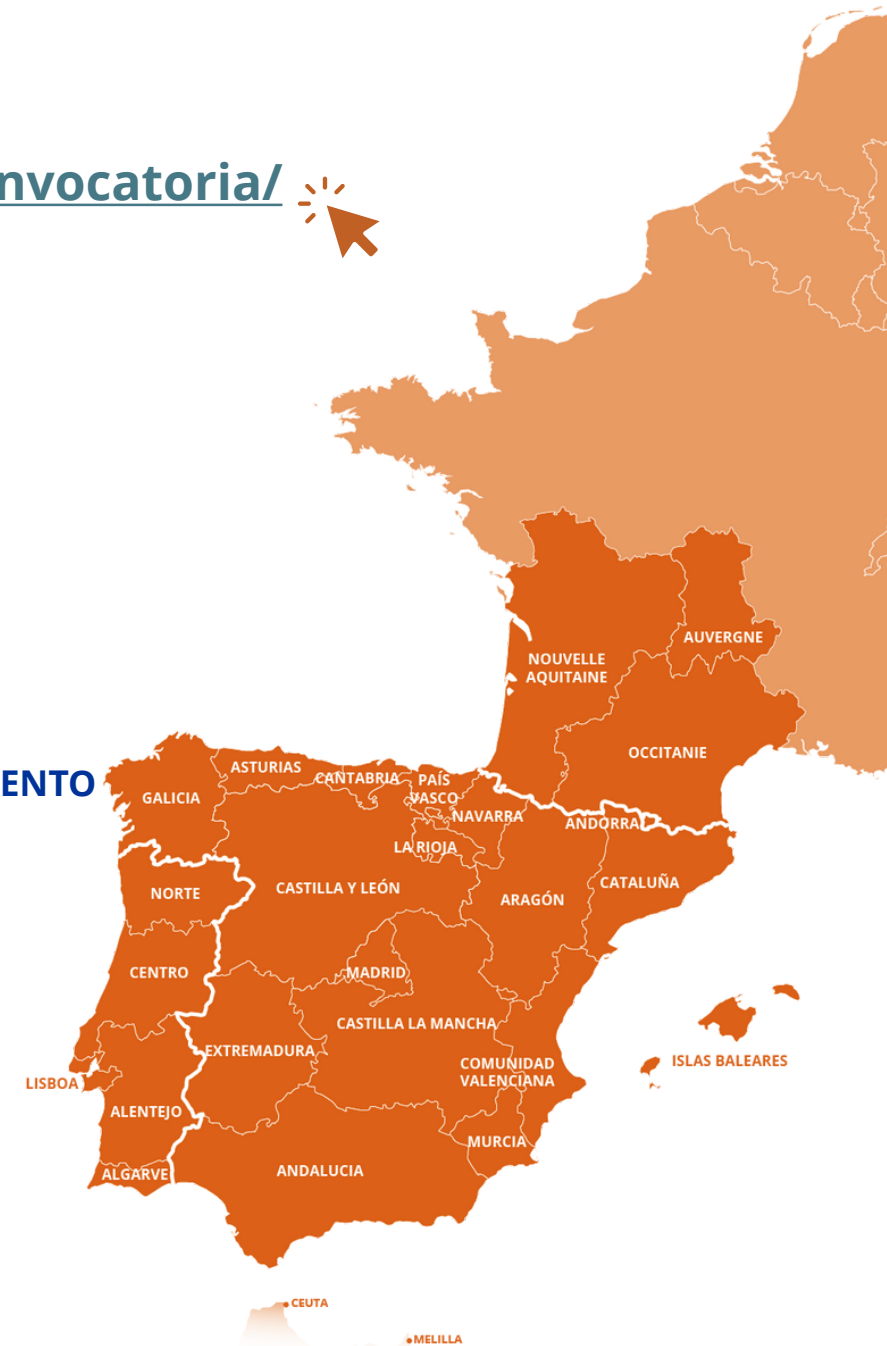 nvocatoria/
NOUVELLE
AQUITAINE
AUVERGNE
OCCITANIE
ENTO
GALICIA
ASTURIAS
CANTABRIA
PAÍS
VASCO
NAVARRA
ANDORRA
LA RIOJA
CASTILLA Y LEÓN
ARAGÓN
CATALUÑA
NORTE
CENTRO
MADRID
CASTILLA LA MANCHA
EXTREMADURA
COMUNIDAD
VALENCIANA
ISLAS BALEARES
LISBOA
ALENTEJO
MURCIA
ALGARVE
ANDALUCIA
CEUTA
MELILLA